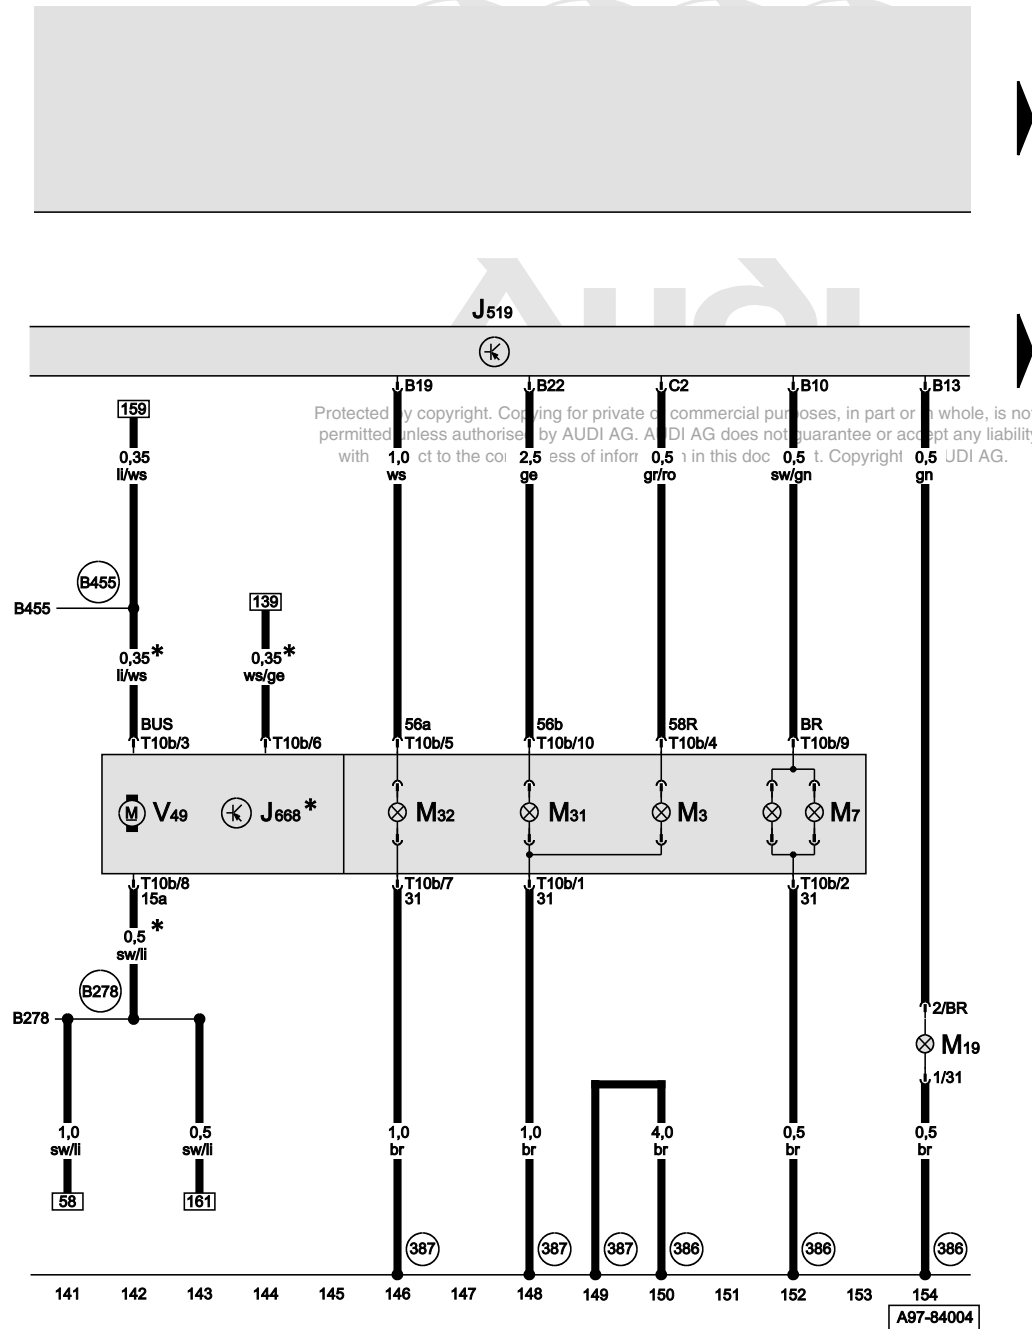 Audi
J519
B19 B22 C2 B10 B13
159
Protected by copyright. Copying for private or commercial purposes, in part or in whole, is not
permitted unless authorised by AUDI AG. AUDI AG does not guarantee or accept any liability
with ct to the co ess of infor in this doc t. Copyright UDI AG.
0,35 1,0 2,5 0,5 0,5 0,5
li/ws ws ge gr/ro sw/gn gn
B455
B455
139
0,35* 0,35*
li/ws ws/ge
BUS 56a 56b 58R BR
T10b/3 T10b/6 T10b/5 T10b/10 T10b/4 T10b/9
M V49 J668* M32 M31 M3 M7
T10b/8 T10b/7 T10b/1 T10b/2
15a 31 31 31
0,5 *
sw/li
B278
B278
2/BR
M19
1/31
1,0 0,5 1,0 1,0 4,0 0,5 0,5
sw/li sw/li br br br br br
58 161
387 387 387 386 386 386
141 142 143 144 145 146 147 148 149 150 151 152 153 154
A97-84004